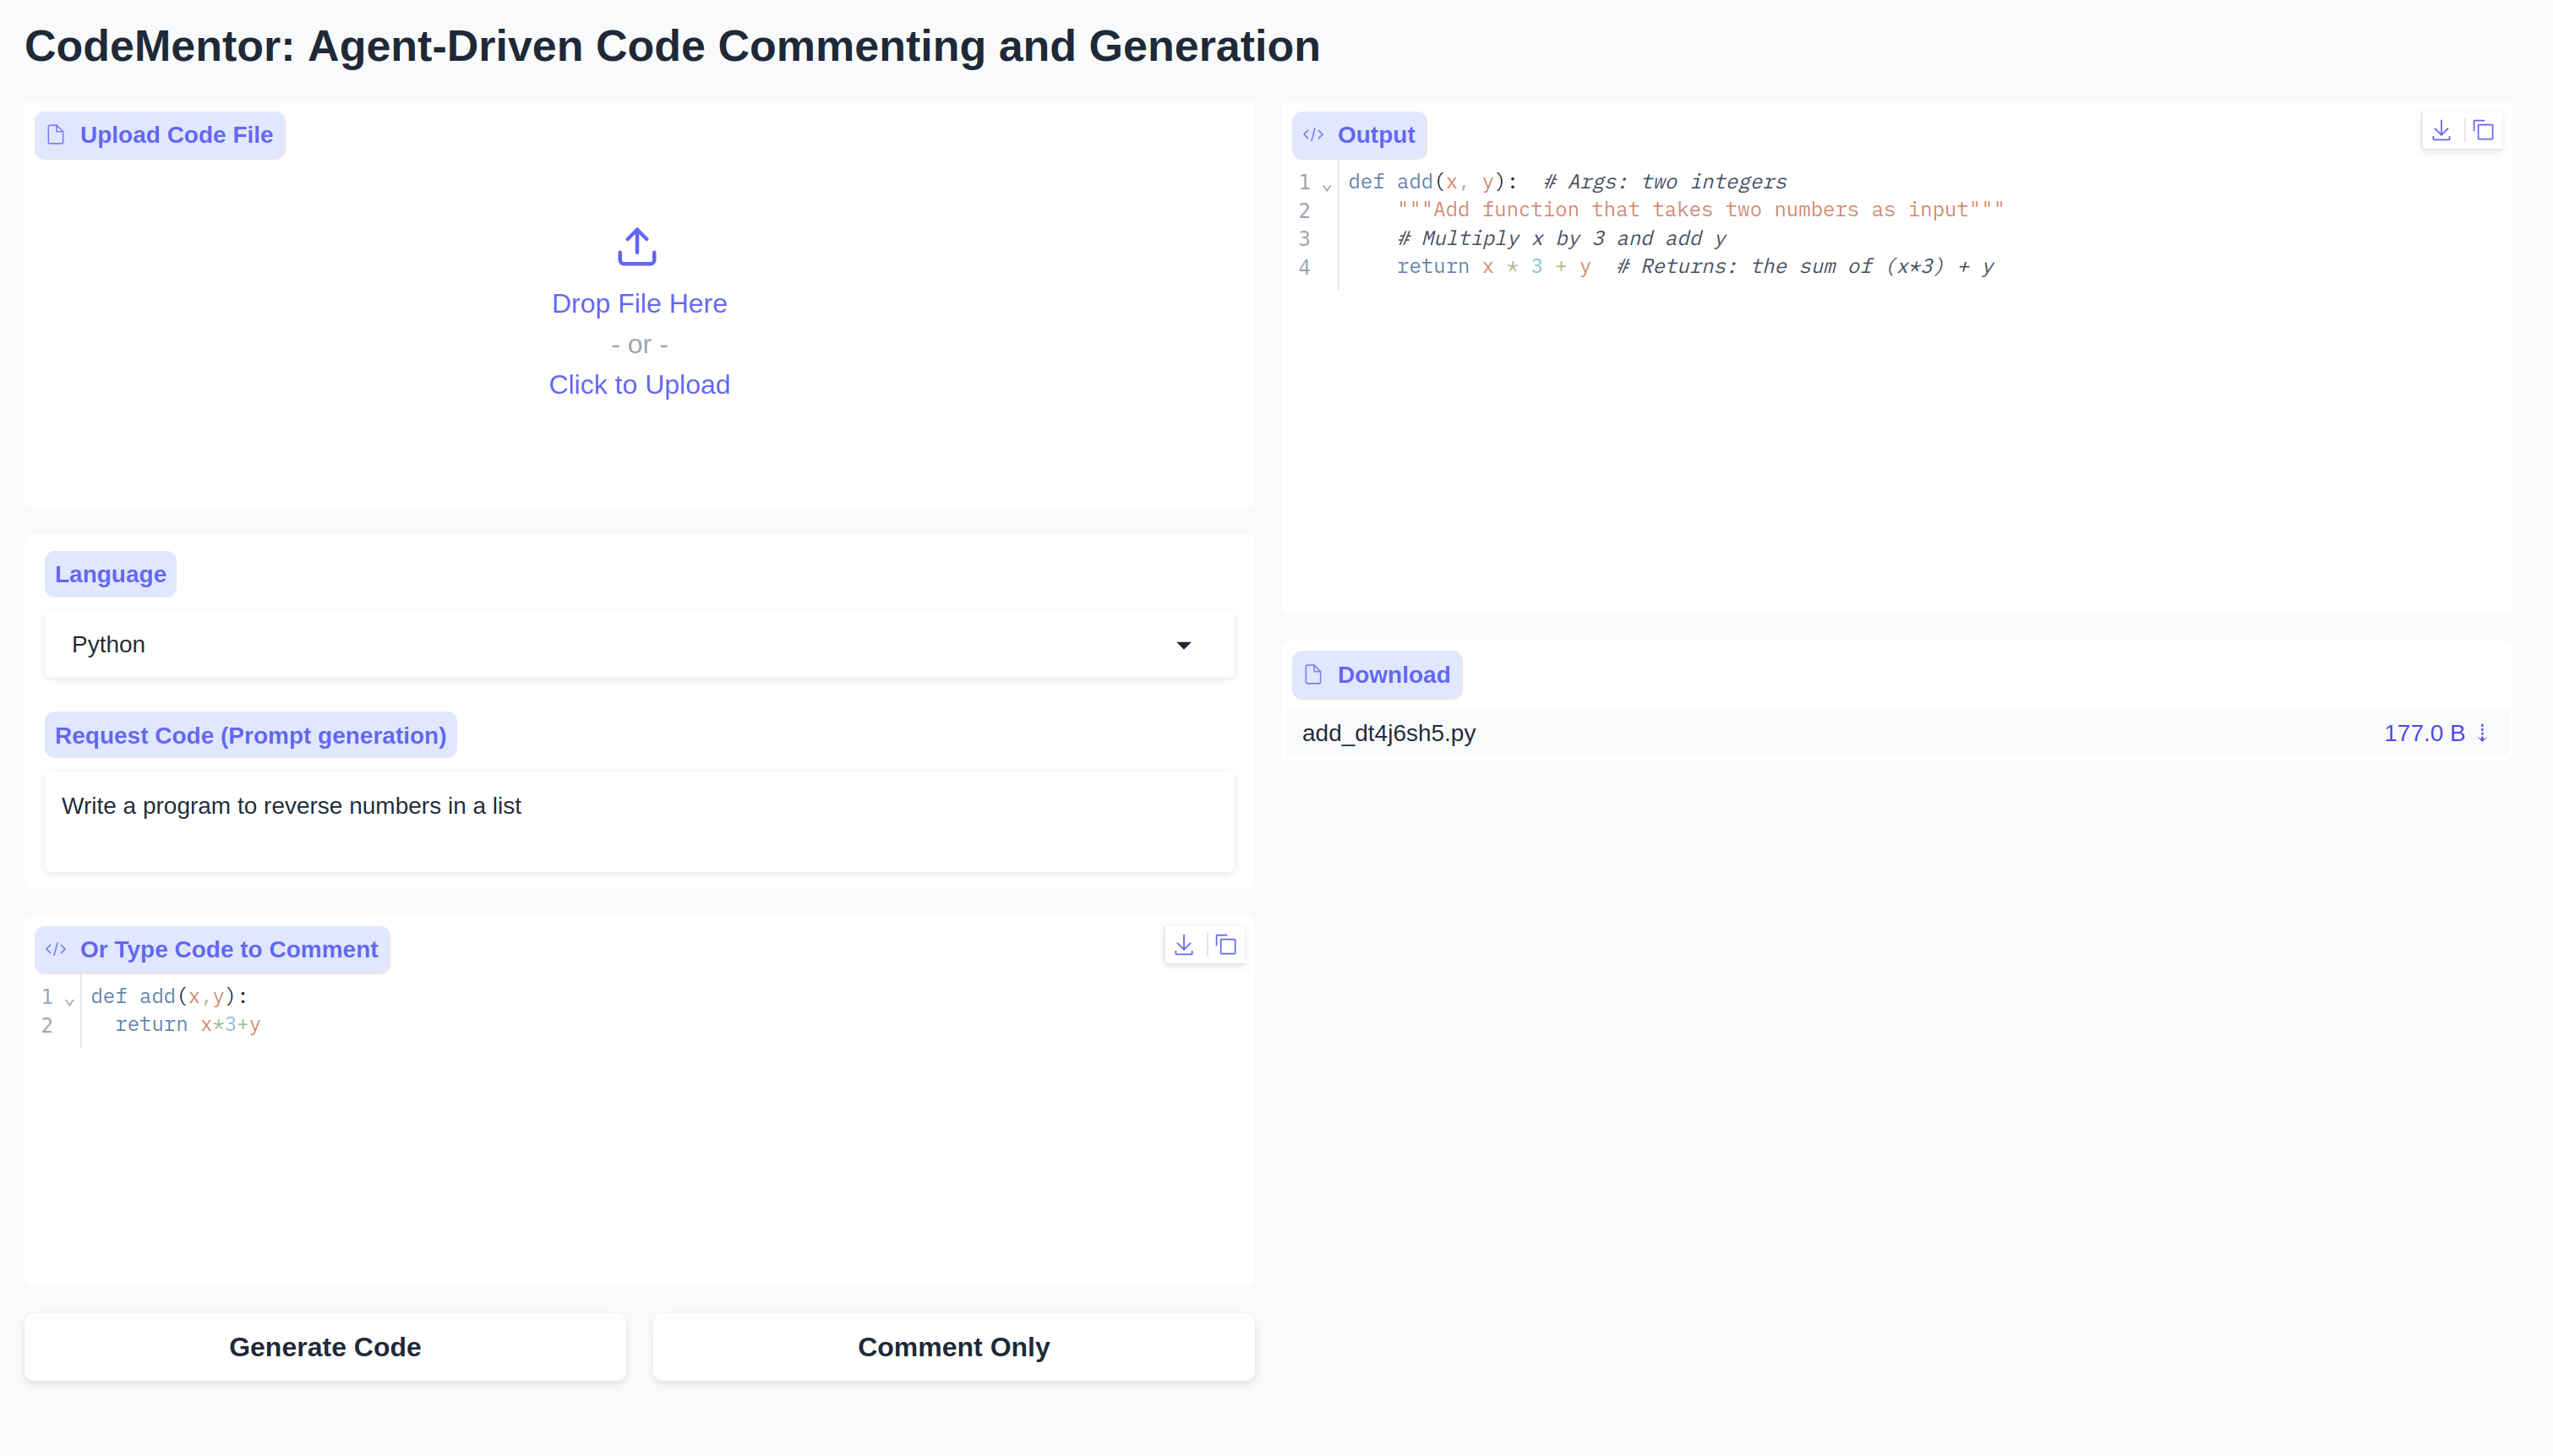 CodeMentor: Agent-Driven Code Commenting and Generation
Upload Code File
Drop File Here
- or -
Click to Upload
Language
Python
Request Code (Prompt generation)
Write a program to reverse numbers in a list
Or Type Code to Comment
1 def add(x,y):
2   return x*3+y
Generate Code
Comment Only
Output
1 def add(x, y):  # Args: two integers
2     """Add function that takes two numbers as input"""
3     # Multiply x by 3 and add y
4     return x * 3 + y  # Returns: the sum of (x*3) + y
Download
add_dt4j6sh5.py 177.0 B ⇣